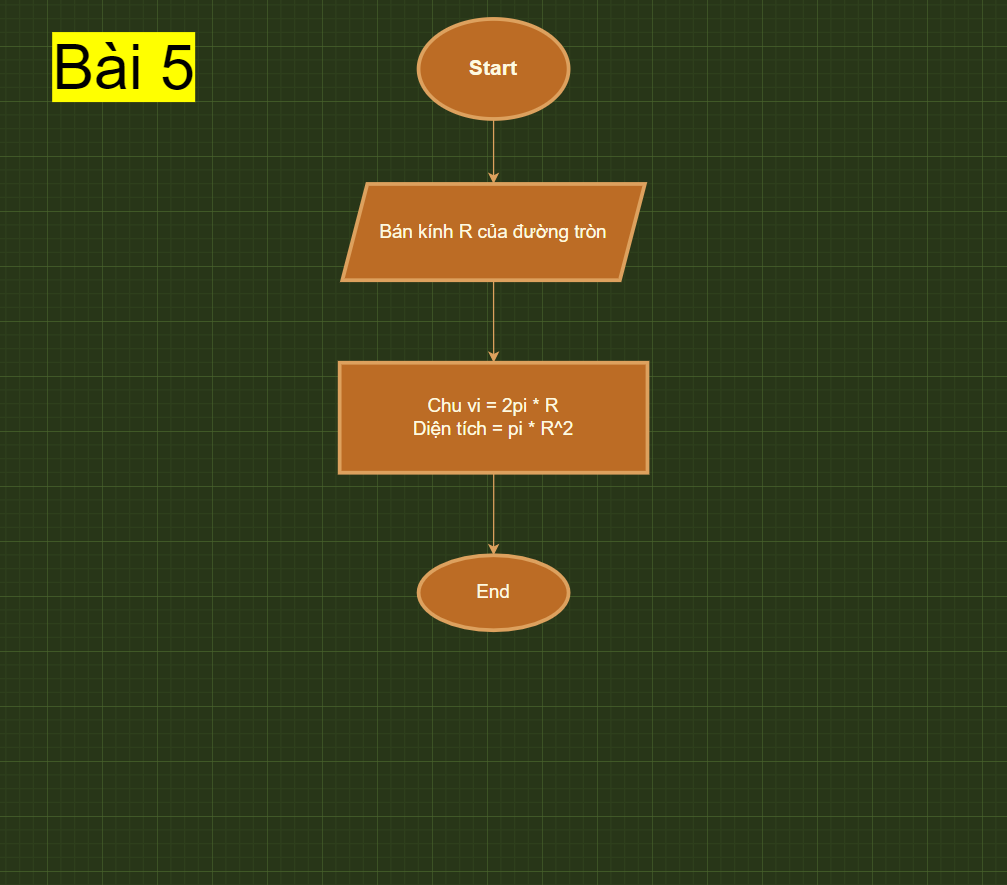 Bài 5
Start
Bán kính R của đường tròn
Chu vi = 2pi * R
Diện tích = pi * R^2
End